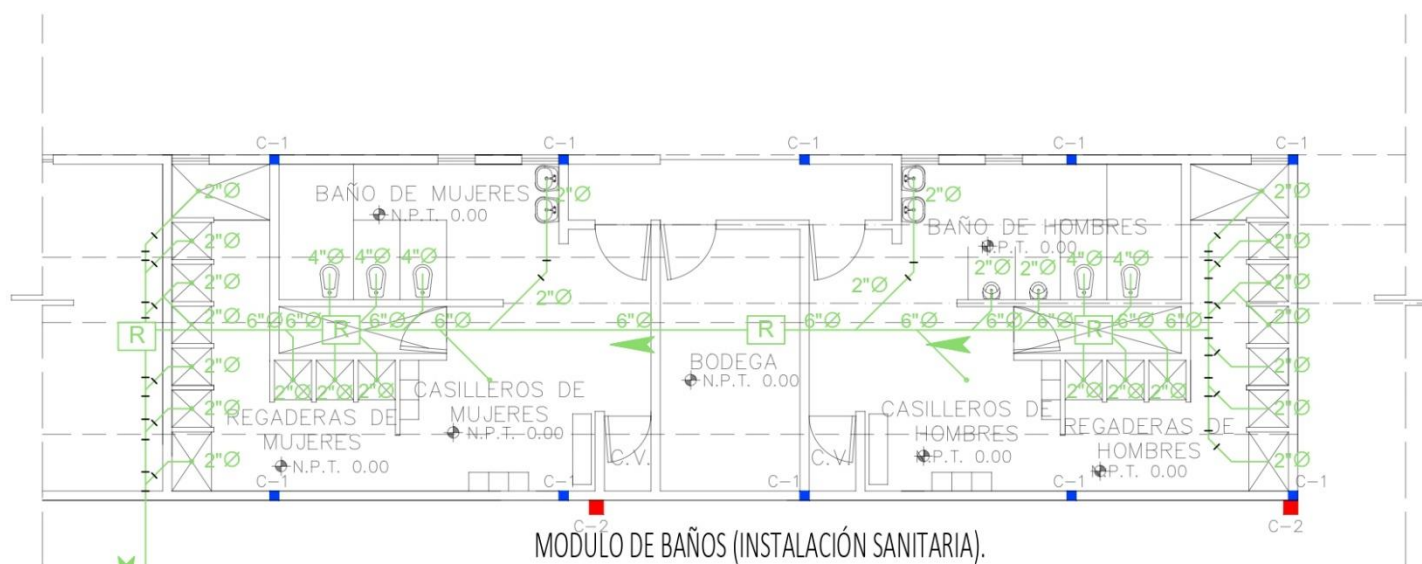 C-1 C-1 C-1 C-1 C-1
2"Ø 2"Ø 2"Ø 2"Ø
BAÑO DE MUJERES
N.P.T. 0.00
BAÑO DE HOMBRES
N.P.T. 0.00
2"Ø 2"Ø
4"Ø 4"Ø 4"Ø 2"Ø 2"Ø 4"Ø 4"Ø
2"Ø 2"Ø 2"Ø 2"Ø
2"Ø 6"Ø 6"Ø 6"Ø 6"Ø 6"Ø 6"Ø 6"Ø 6"Ø 6"Ø 6"Ø 6"Ø 2"Ø
R R R R
BODEGA
N.P.T. 0.00
2"Ø 2"Ø
2"Ø 2"Ø 2"Ø 2"Ø 2"Ø 2"Ø
CASILLEROS DE
MUJERES
N.P.T. 0.00
CASILLEROS DE
HOMBRES
N.P.T. 0.00
2"Ø 2"Ø
REGADERAS DE
MUJERES
N.P.T. 0.00
REGADERAS DE
HOMBRES
N.P.T. 0.00
2"Ø C.V. C.V. 2"Ø
C-1 C-1 C-1 C-1 C-1
C-2 C-2
MODULO DE BAÑOS (INSTALACIÓN SANITARIA).